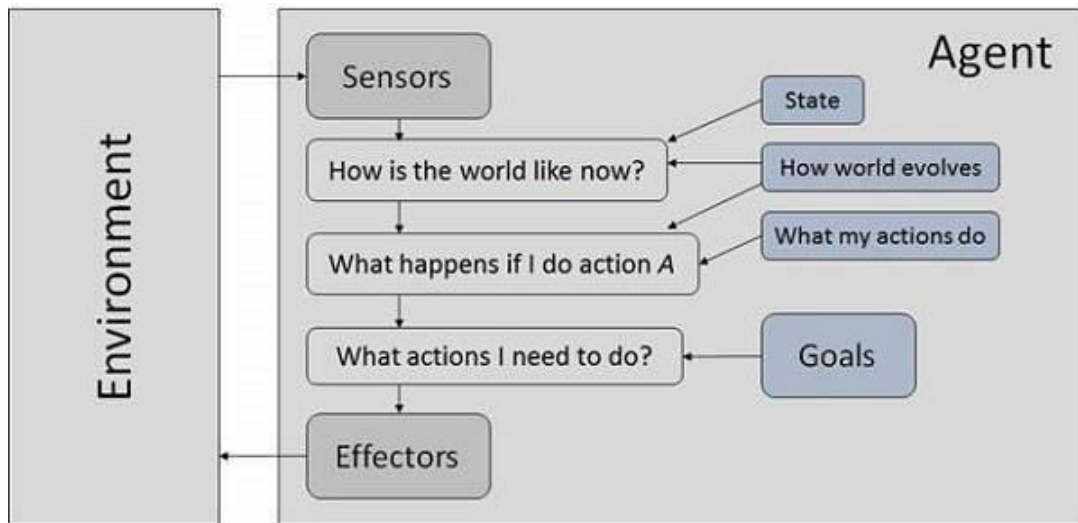 Environment
Agent
Sensors
State
How is the world like now?
How world evolves
What my actions do
What happens if I do action A
What actions I need to do?
Goals
Effectors